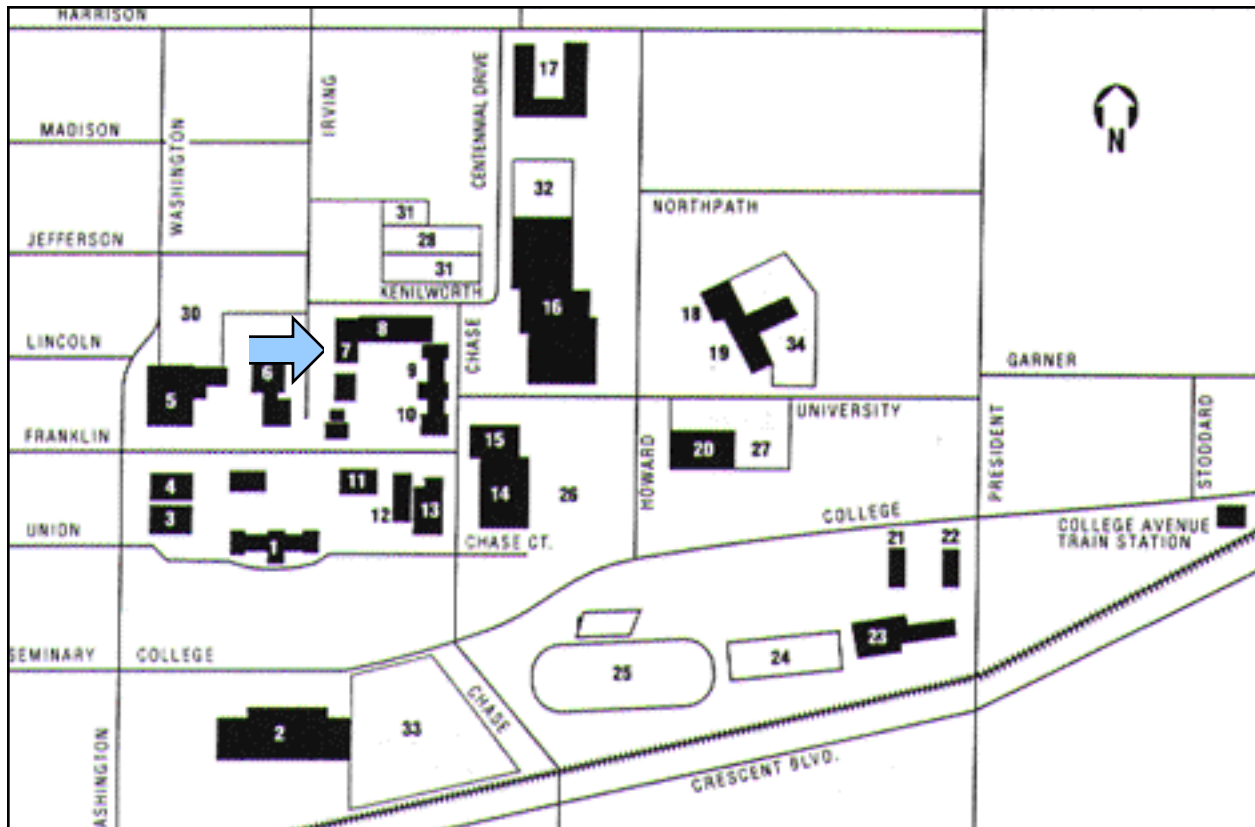 HARRISON
17
CENTENNIAL DRIVE
IRVING
MADISON
WASHINGTON
N
32
31
NORTHPATH
28
JEFFERSON
31
KENILWORTH
30
16
18
8
LINCOLN
7
CHASE
19
34
GARNER
6
9
5
10
UNIVERSITY
FRANKLIN
15
20
27
HOWARD
PRESIDENT
STODDARD
4
11
14
26
12
13
3
COLLEGE
UNION
1
CHASE CT.
COLLEGE AVENUE
TRAIN STATION
21
22
23
SEMINARY
COLLEGE
24
25
CHASE
2
33
ASHINGTON
CRESCENT BLVD.